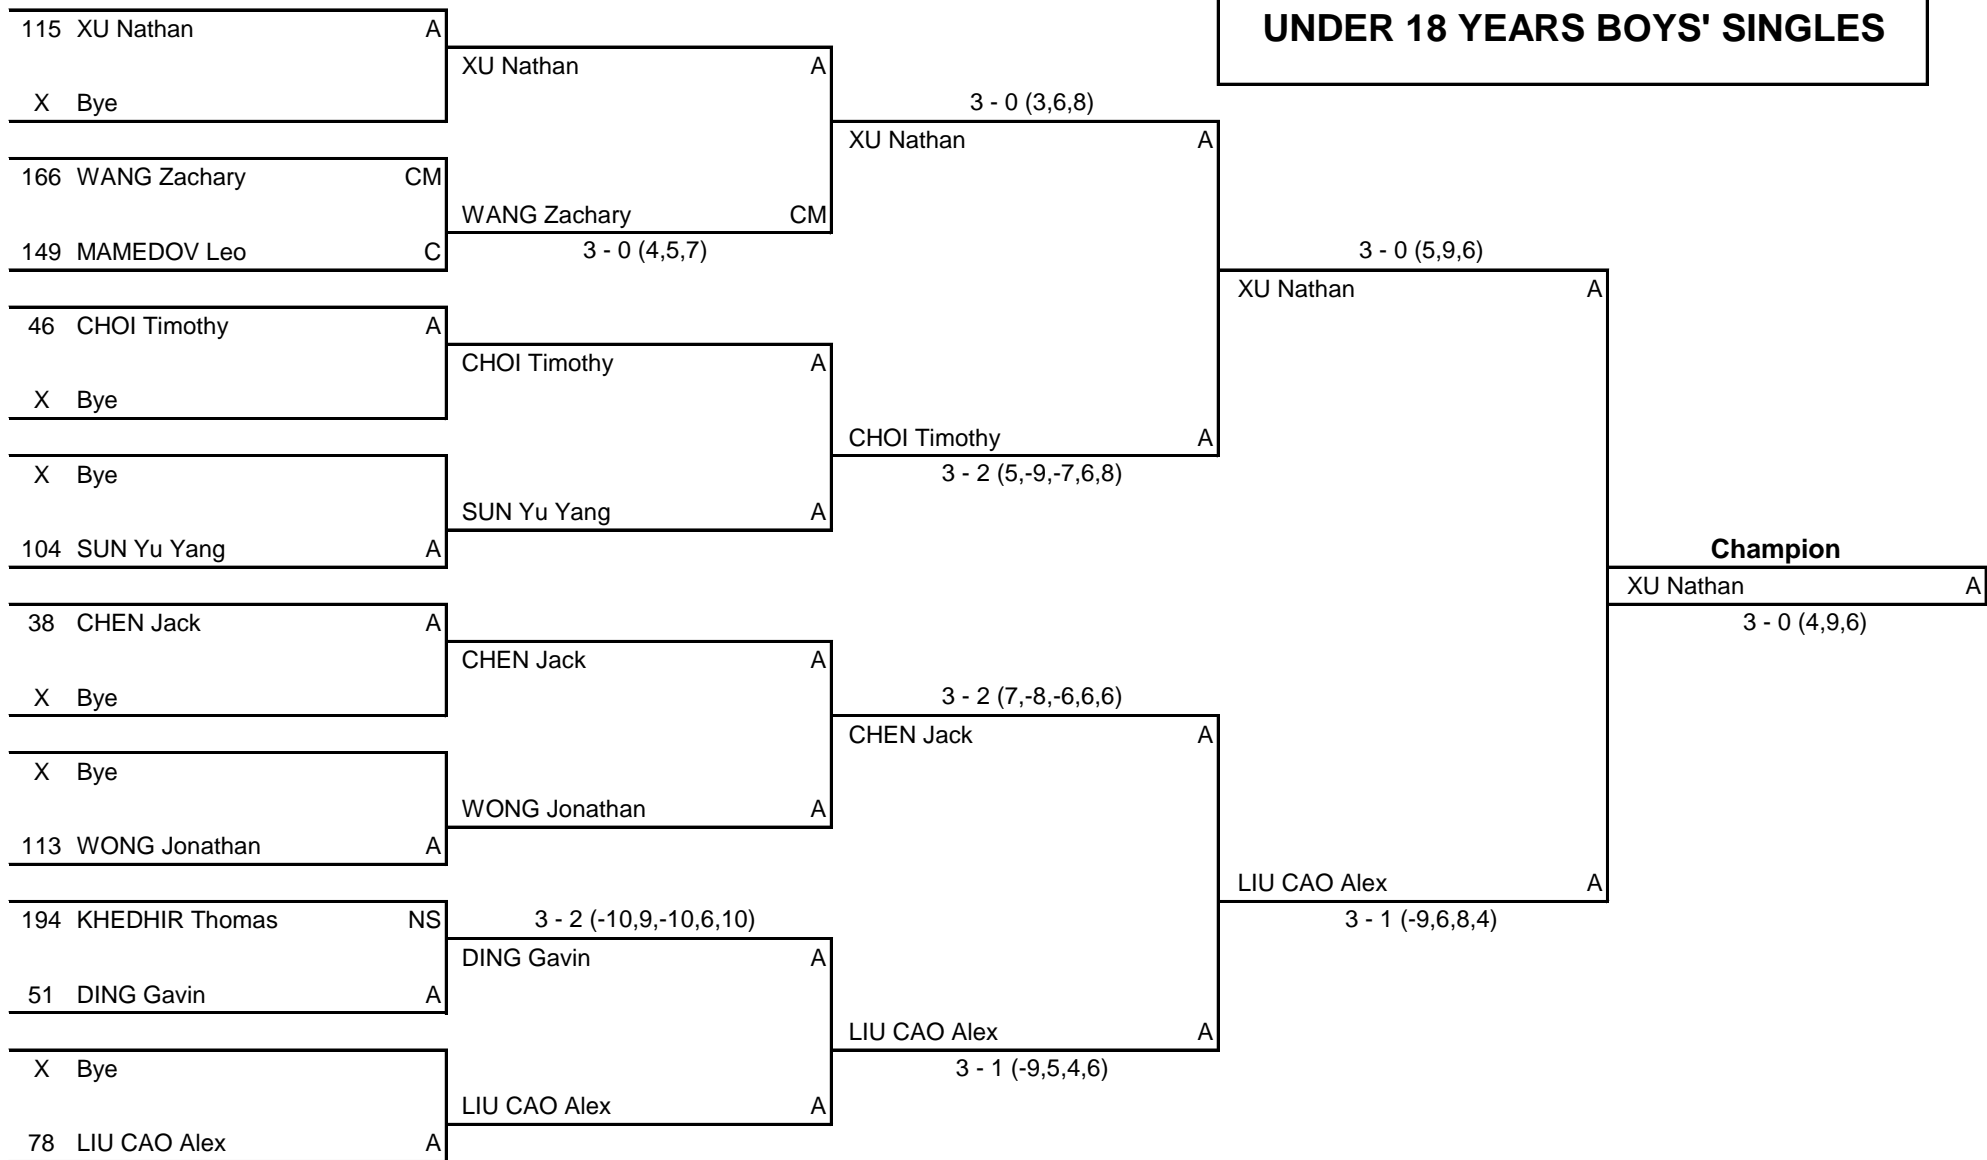 UNDER 18 YEARS BOYS' SINGLES
115 XU Nathan A
XU Nathan A
X Bye
3 - 0 (3,6,8)
XU Nathan A
166 WANG Zachary CM
WANG Zachary CM
149 MAMEDOV Leo C
3 - 0 (4,5,7)
3 - 0 (5,9,6)
XU Nathan A
46 CHOI Timothy A
CHOI Timothy A
X Bye
CHOI Timothy A
X Bye
3 - 2 (5,-9,-7,6,8)
SUN Yu Yang A
104 SUN Yu Yang A
Champion
XU Nathan A
38 CHEN Jack A
3 - 0 (4,9,6)
CHEN Jack A
X Bye
3 - 2 (7,-8,-6,6,6)
CHEN Jack A
X Bye
WONG Jonathan A
113 WONG Jonathan A
LIU CAO Alex A
194 KHEDHIR Thomas NS
3 - 2 (-10,9,-10,6,10)
3 - 1 (-9,6,8,4)
DING Gavin A
51 DING Gavin A
LIU CAO Alex A
X Bye
3 - 1 (-9,5,4,6)
LIU CAO Alex A
78 LIU CAO Alex A